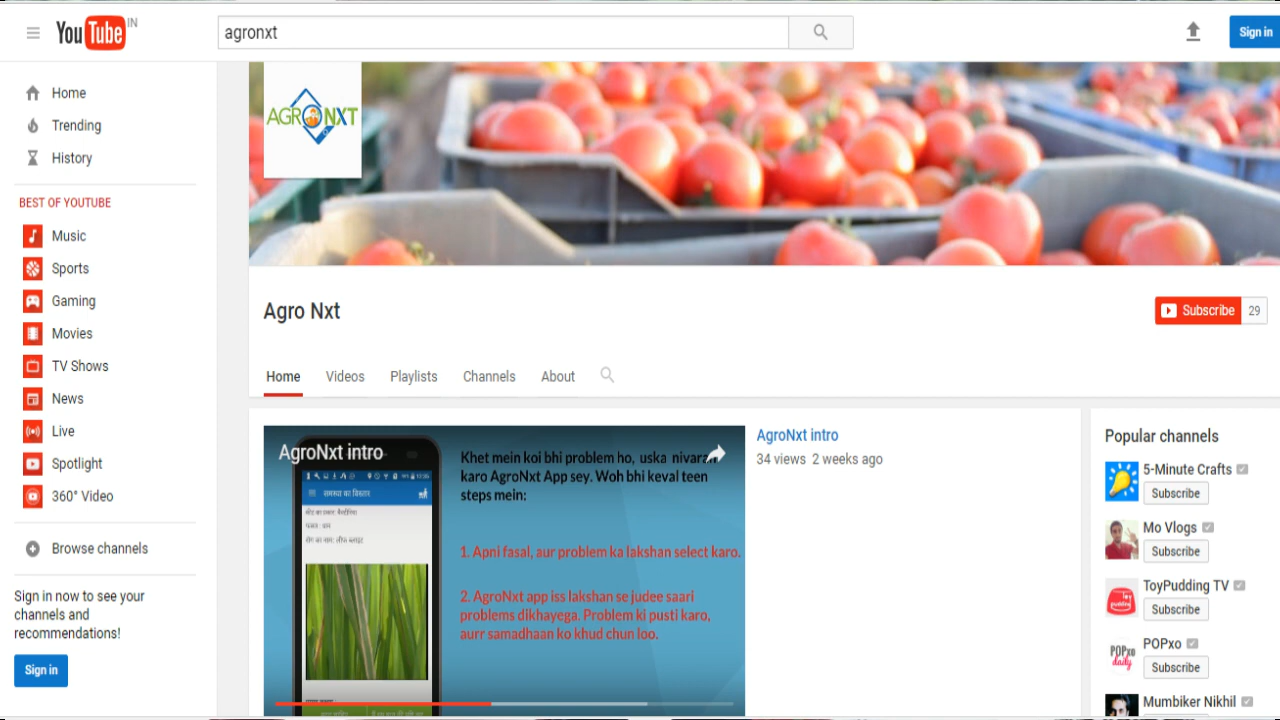 YouTube IN
agronxt
Sign in
Home
Trending
History
BEST OF YOUTUBE
Music
Sports
Gaming
Movies
TV Shows
News
Live
Spotlight
360° Video
Browse channels
Sign in now to see your
channels and
recommendations!
Sign in
AGRONXT
Agro Nxt
Subscribe 29
Home Videos Playlists Channels About
AgroNxt intro
समस्या का विस्तार
Khet mein koi bhi problem ho, uska nivaran
karo AgroNxt App sey. Woh bhi keval teen
steps mein:
1. Apni fasal, aur problem ka lakshan select karo.
2. AgroNxt app iss lakshan se judee saari
problems dikhayega. Problem ki pusti karo,
aurr samadhaan ko khud chun loo.
AgroNxt intro
34 views 2 weeks ago
Popular channels
5-Minute Crafts
Subscribe
Mo Vlogs
Subscribe
ToyPudding TV
Subscribe
POPxo
Subscribe
POPxo
daily
Mumbiker Nikhil